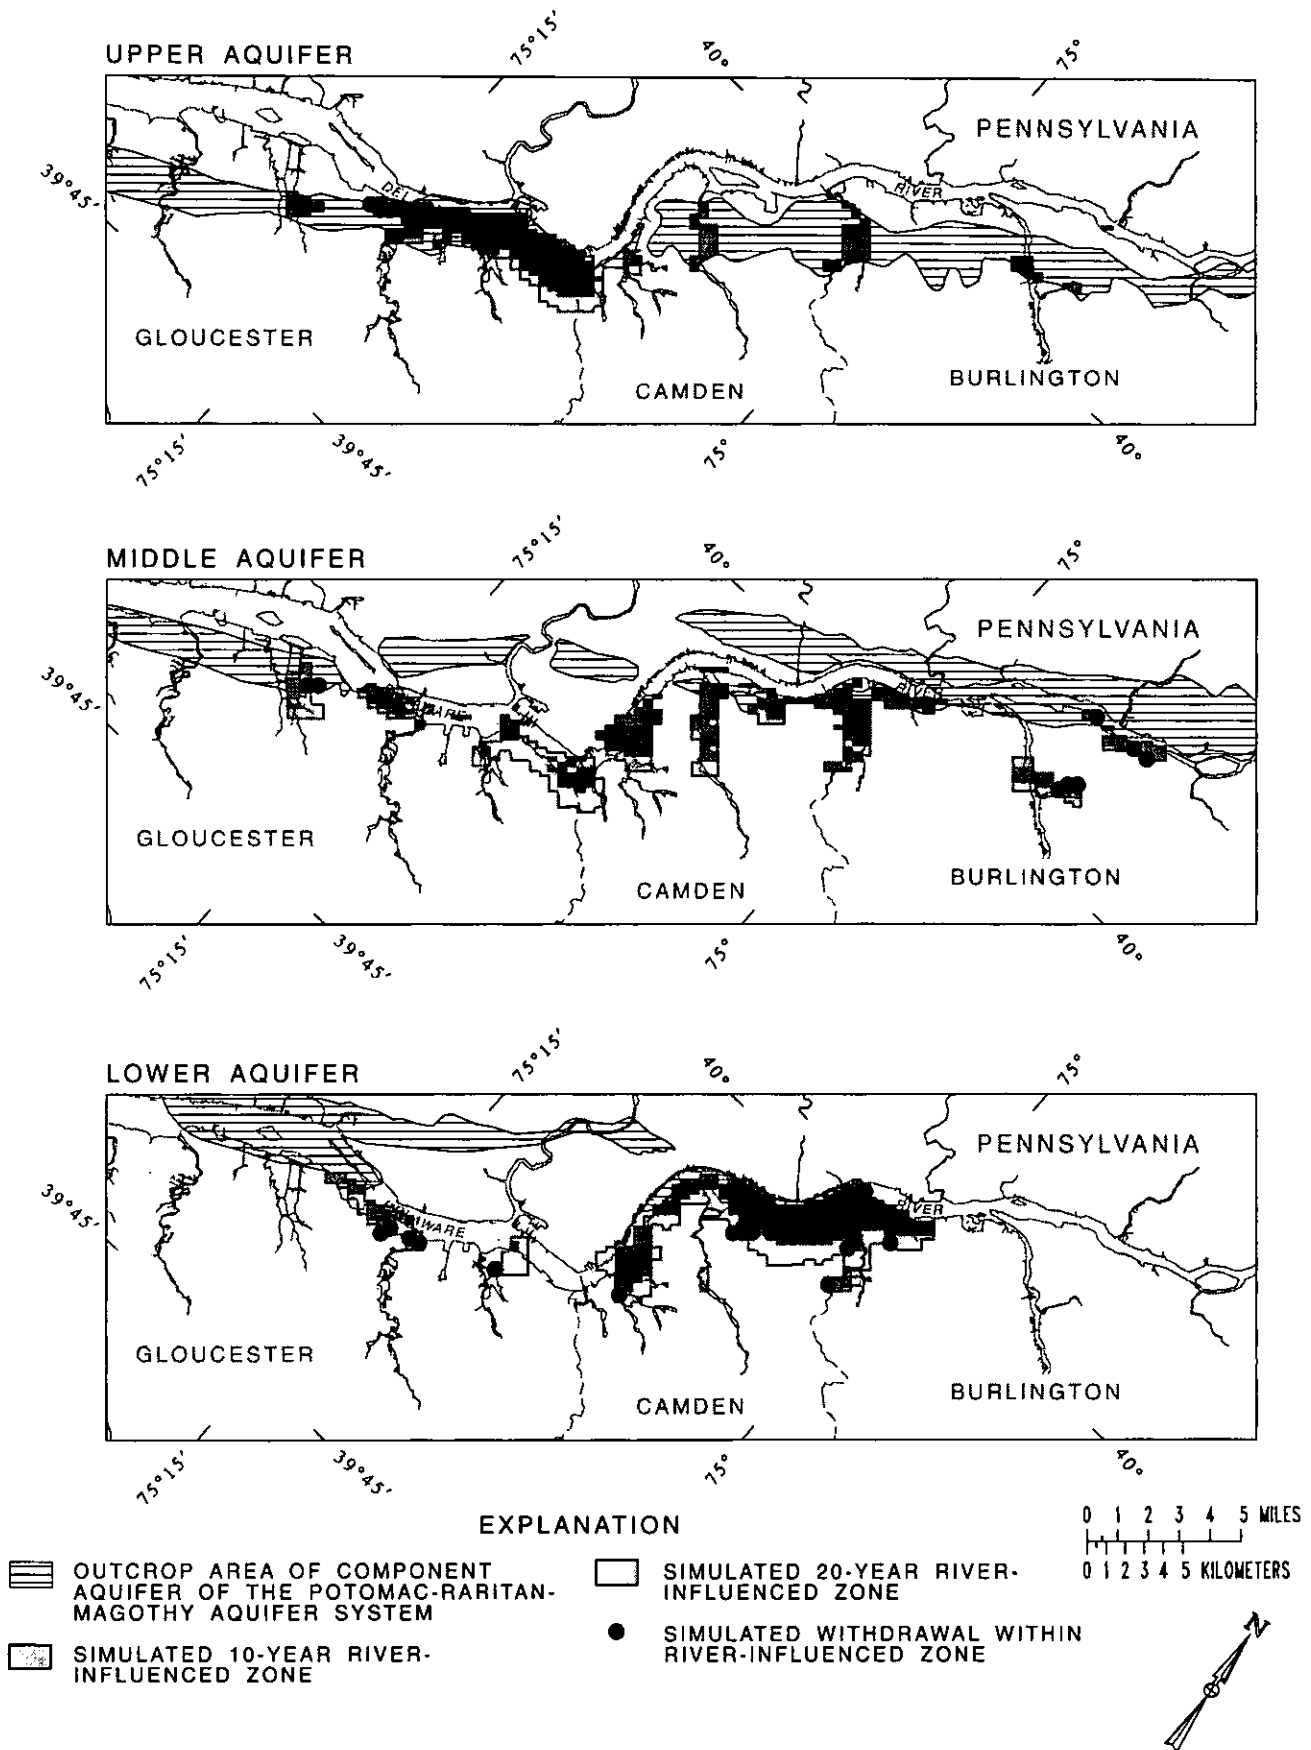 UPPER AQUIFER
75°15'
40°
75°
PENNSYLVANIA
39°45'
DEL
RIVER
GLOUCESTER
CAMDEN
BURLINGTON
75°15'
39°45'
75°
40°
MIDDLE AQUIFER
75°15'
40°
75°
PENNSYLVANIA
39°45'
RIVER
GLOUCESTER
CAMDEN
BURLINGTON
75°15'
39°45'
75°
40°
LOWER AQUIFER
75°15'
40°
75°
PENNSYLVANIA
39°45'
RIVER
GLOUCESTER
CAMDEN
BURLINGTON
75°15'
39°45'
75°
40°
EXPLANATION
OUTCROP AREA OF COMPONENT
AQUIFER OF THE POTOMAC-RARITAN-
MAGOTHY AQUIFER SYSTEM
SIMULATED 10-YEAR RIVER-
INFLUENCED ZONE
SIMULATED 20-YEAR RIVER-
INFLUENCED ZONE
SIMULATED WITHDRAWAL WITHIN
RIVER-INFLUENCED ZONE
0 1 2 3 4 5 MILES
0 1 2 3 4 5 KILOMETERS
N